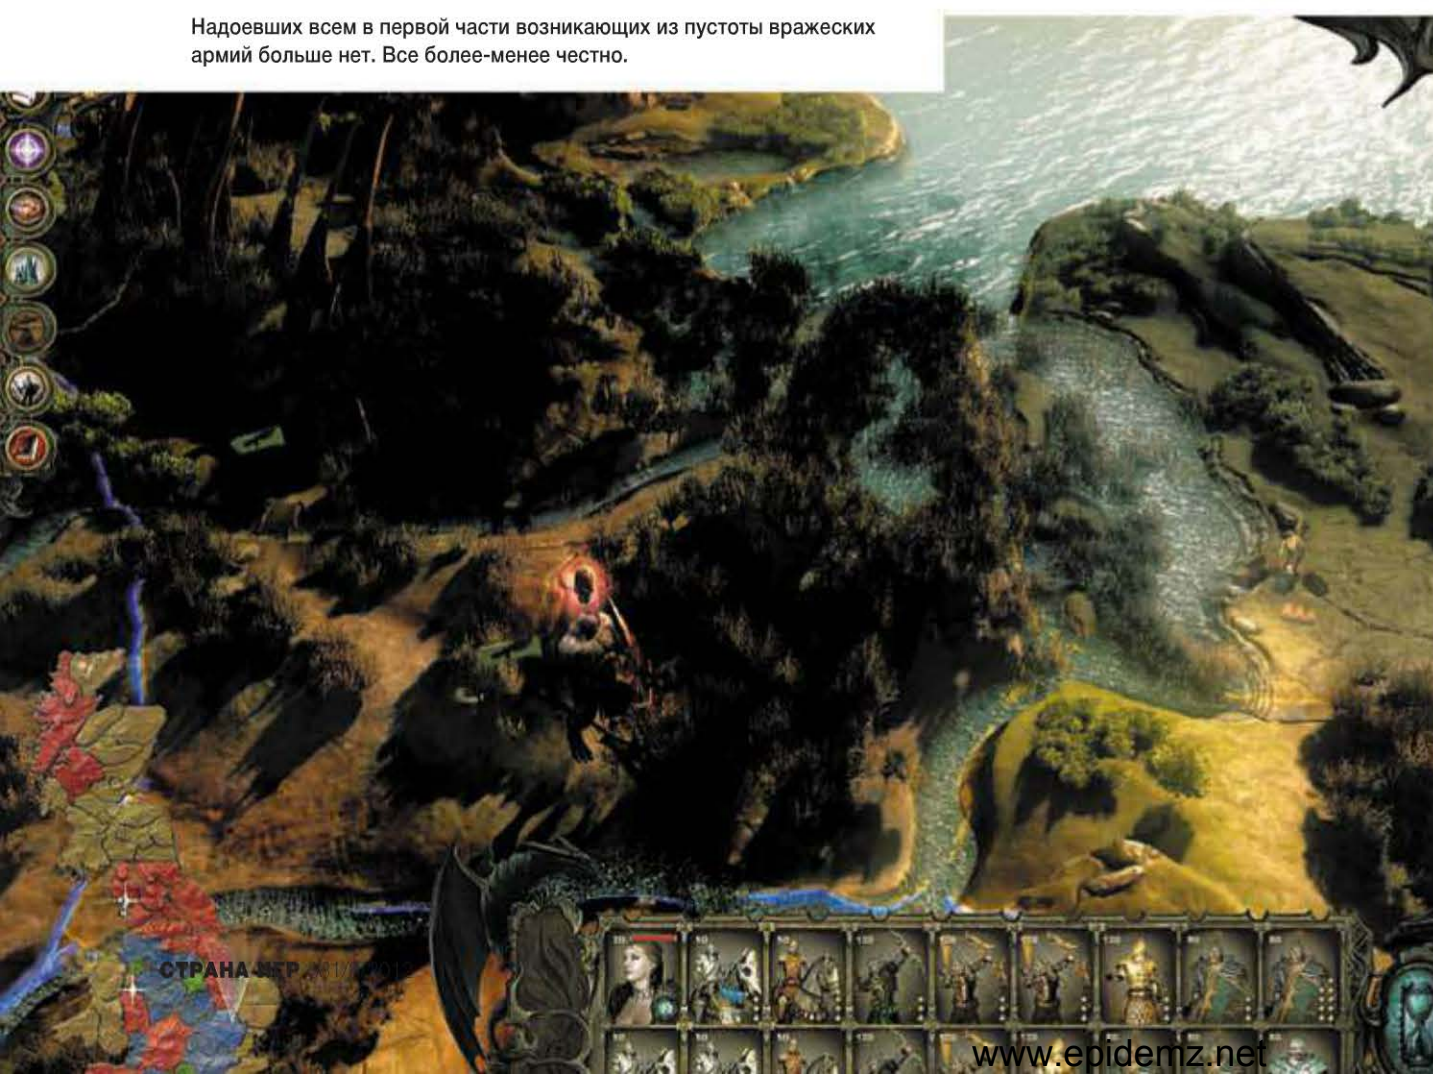 Надоевших всем в первой части возникающих из пустоты вражеских
армий больше нет. Все более-менее честно.
СТРАНА ИГР
www.epidemz.net